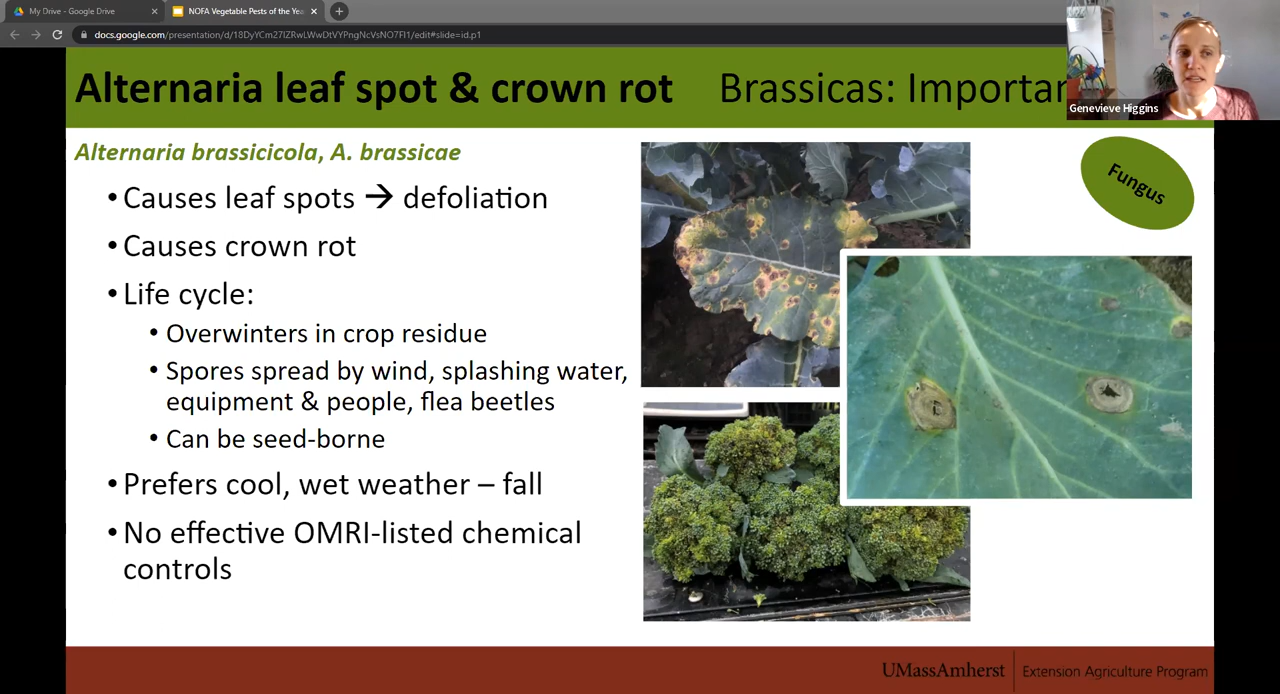 My Drive - Google Drive
NOFA Vegetable Pests of the Yea
docs.google.com/presentation/d/18DyYCm27IZRwLWwDtVYPngNcVsNO7Fl1/edit#slide=id.p1
Genevieve Higgins
Alternaria leaf spot & crown rot Brassicas: Importan
Alternaria brassicicola, A. brassicae
Fungus
•Causes leaf spots → defoliation
•Causes crown rot
•Life cycle:
• Overwinters in crop residue
• Spores spread by wind, splashing water,
equipment & people, flea beetles
• Can be seed-borne
•Prefers cool, wet weather – fall
•No effective OMRI-listed chemical
controls
UMassAmherst Extension Agriculture Program